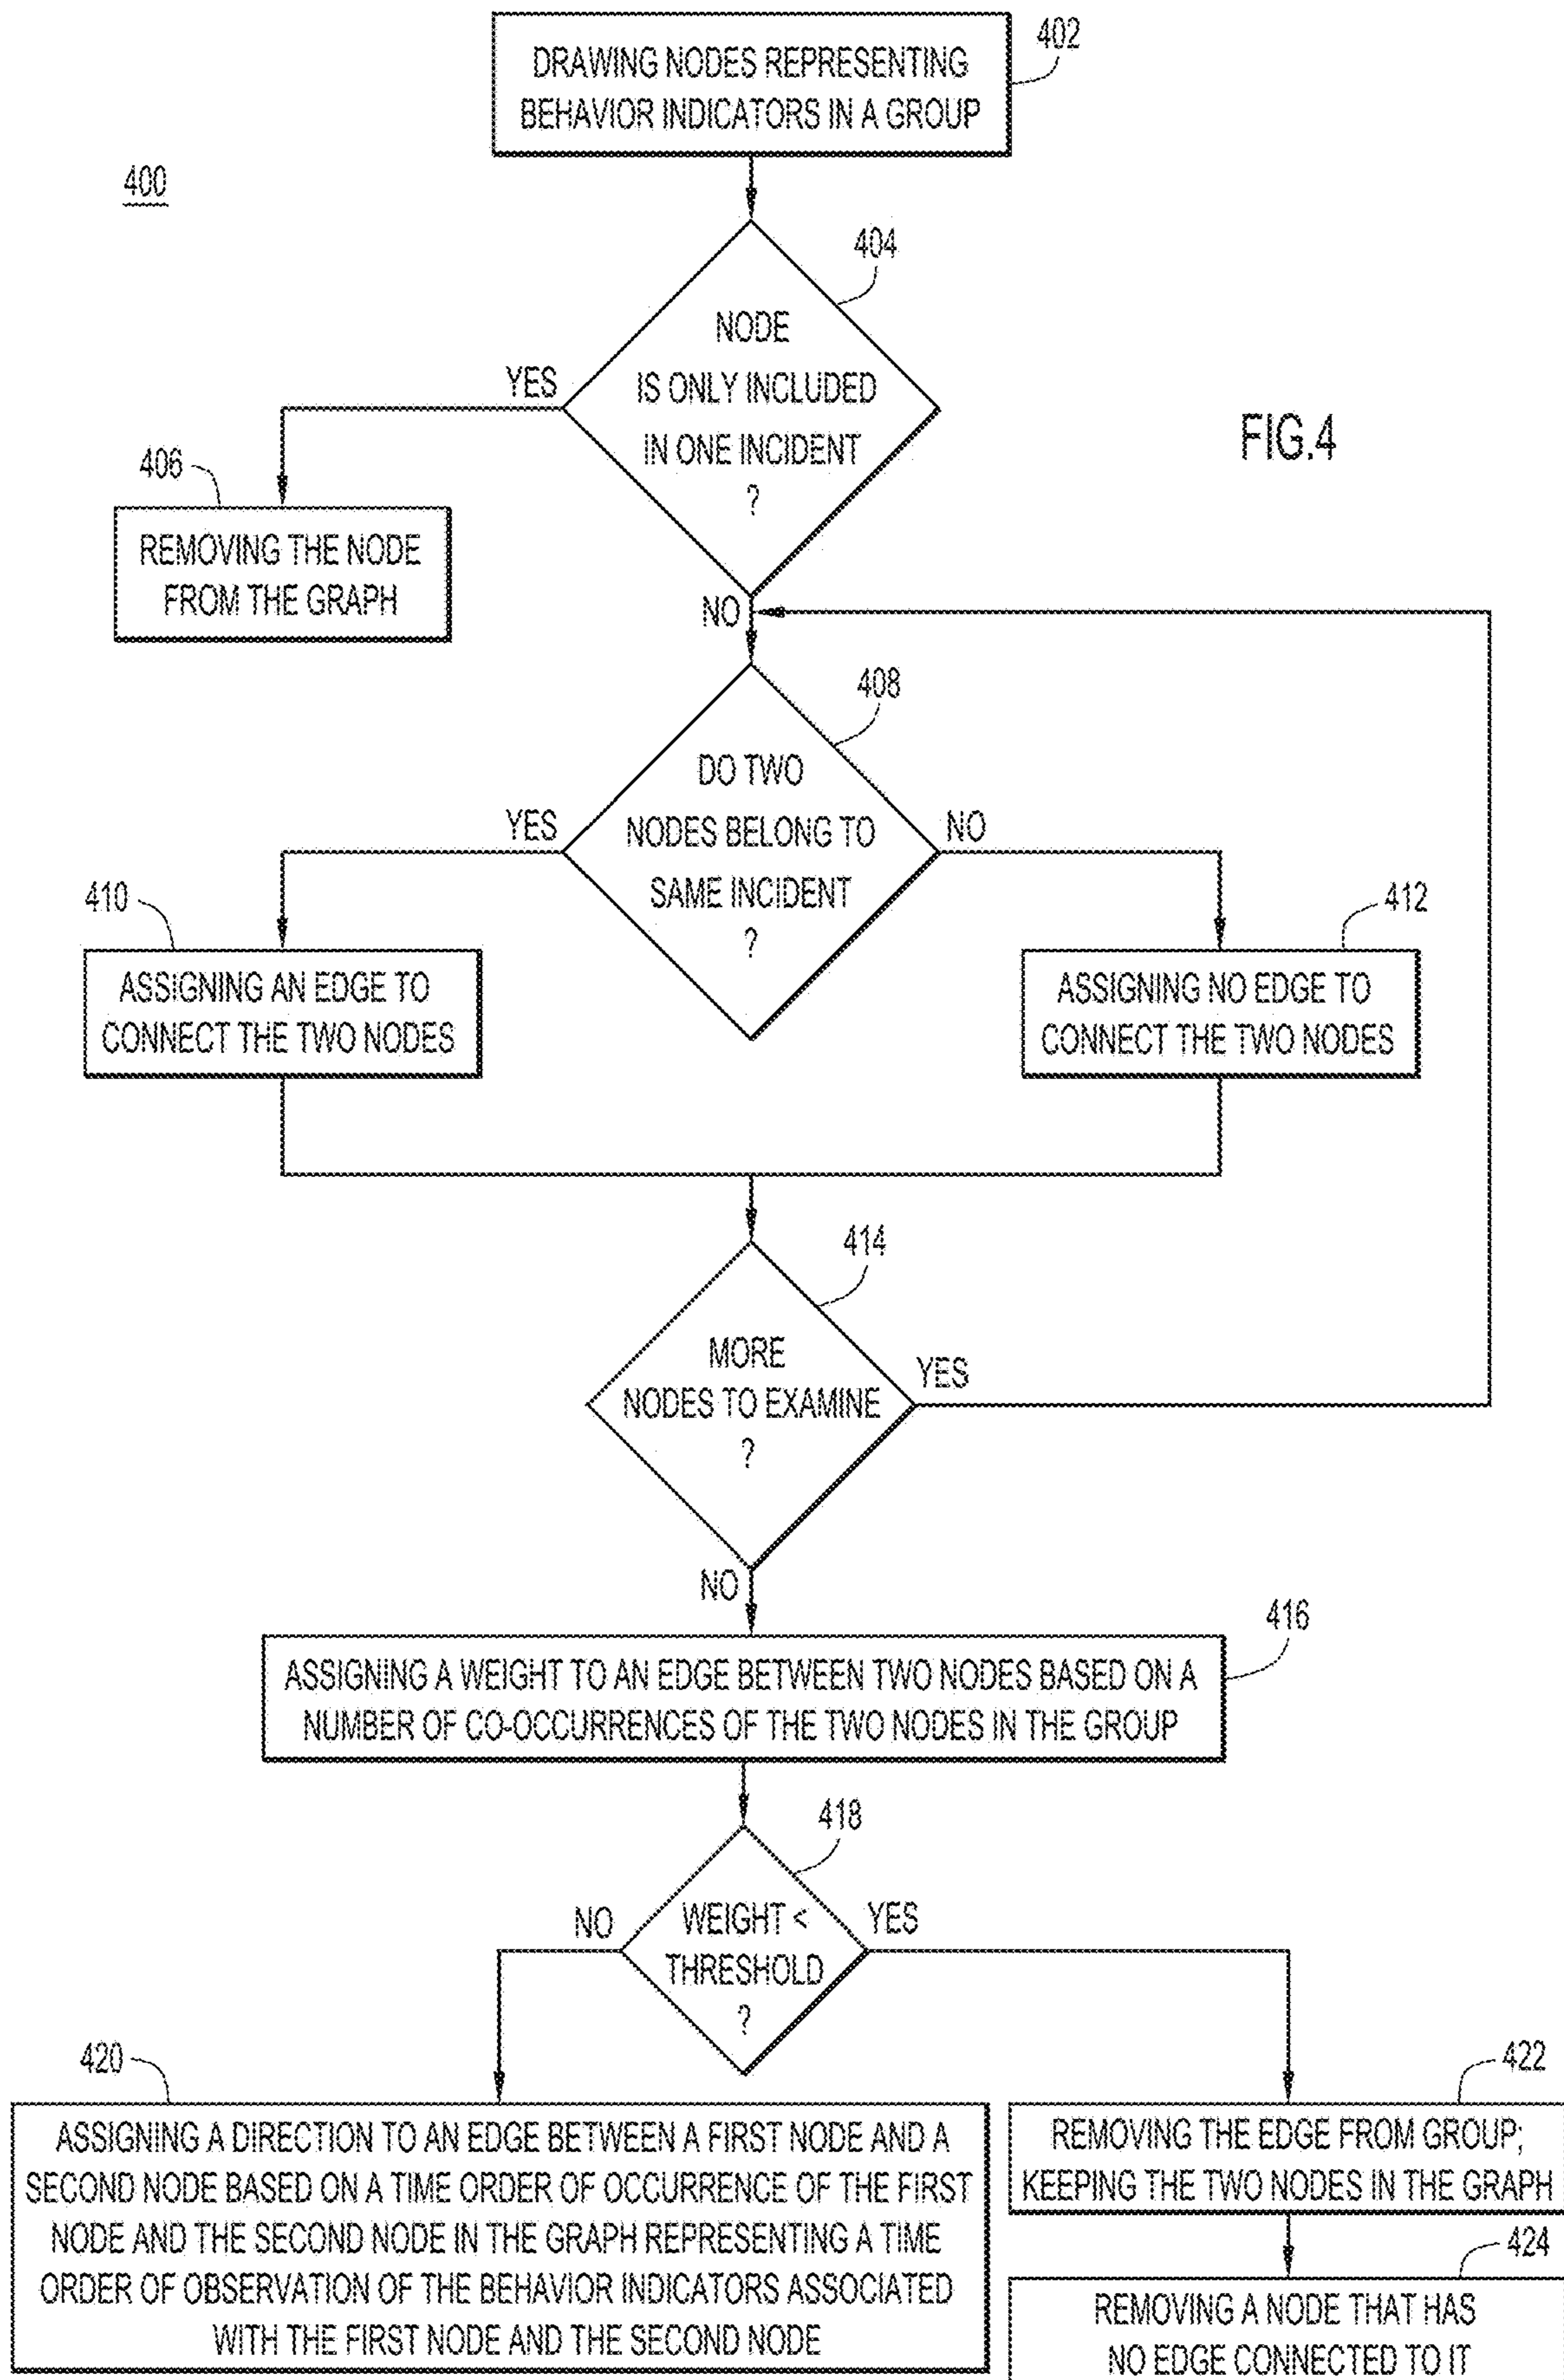 402
DRAWING NODES REPRESENTING
BEHAVIOR INDICATORS IN A GROUP
400
404
NODE
IS ONLY INCLUDED
IN ONE INCIDENT
?
YES
FIG.4
406
REMOVING THE NODE
FROM THE GRAPH
NO
408
DO TWO
NODES BELONG TO
SAME INCIDENT
?
YES
NO
410
ASSIGNING AN EDGE TO
CONNECT THE TWO NODES
412
ASSIGNING NO EDGE TO
CONNECT THE TWO NODES
414
MORE
NODES TO EXAMINE
?
YES
NO
416
ASSIGNING A WEIGHT TO AN EDGE BETWEEN TWO NODES BASED ON A
NUMBER OF CO-OCCURRENCES OF THE TWO NODES IN THE GROUP
418
WEIGHT <
THRESHOLD
?
NO
YES
420
ASSIGNING A DIRECTION TO AN EDGE BETWEEN A FIRST NODE AND A
SECOND NODE BASED ON A TIME ORDER OF OCCURRENCE OF THE FIRST
NODE AND THE SECOND NODE IN THE GRAPH REPRESENTING A TIME
ORDER OF OBSERVATION OF THE BEHAVIOR INDICATORS ASSOCIATED
WITH THE FIRST NODE AND THE SECOND NODE
422
REMOVING THE EDGE FROM GROUP;
KEEPING THE TWO NODES IN THE GRAPH
424
REMOVING A NODE THAT HAS
NO EDGE CONNECTED TO IT